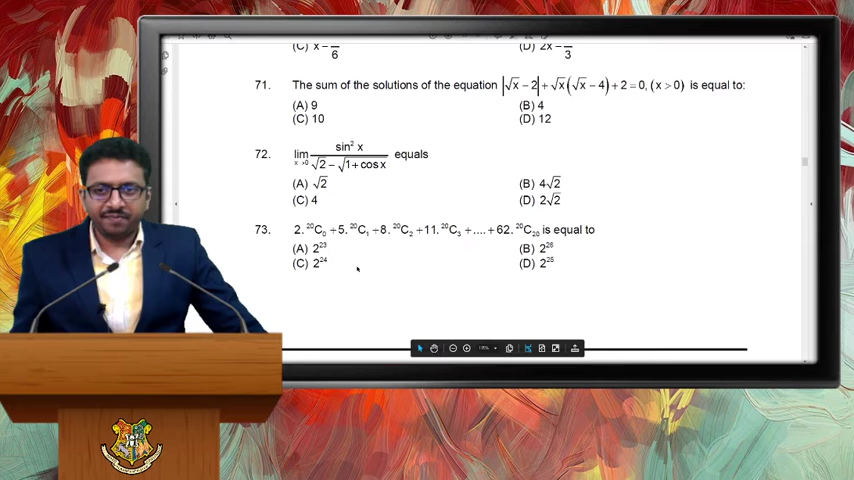 (C) x − —/6 (D) 2x − —/3
71. The sum of the solutions of the equation |√x − 2| + √x(√x − 4) + 2 = 0, (x > 0) is equal to:
(A) 9 (B) 4
(C) 10 (D) 12
72. lim x→0 sin²x / (√2 − √(1 + cos x)) equals
(A) √2 (B) 4√2
(C) 4 (D) 2√2
73. 2. ²⁰C₀ + 5. ²⁰C₁ + 8. ²⁰C₂ + 11. ²⁰C₃ + .... + 62. ²⁰C₂₀ is equal to
(A) 2²³ (B) 2²⁶
(C) 2²⁴ (D) 2²⁵